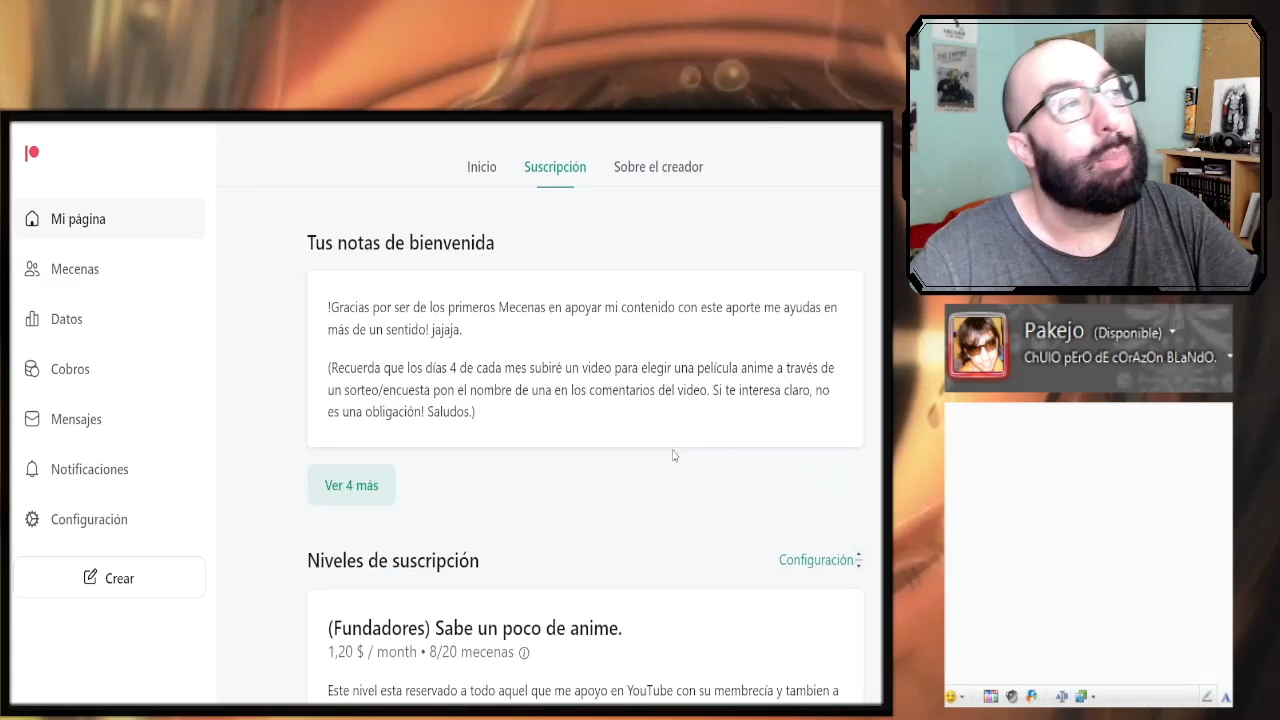 Inicio Suscripción Sobre el creador
Mi página
Mecenas
Datos
Cobros
Mensajes
Notificaciones
Configuración
Crear
Tus notas de bienvenida
!Gracias por ser de los primeros Mecenas en apoyar mi contenido con este aporte me ayudas en
más de un sentido! jajaja.
(Recuerda que los días 4 de cada mes subiré un video para elegir una película anime a través de
un sorteo/encuesta pon el nombre de una en los comentarios del video. Si te interesa claro, no
es una obligación! Saludos.)
Ver 4 más
Niveles de suscripción
Configuración
(Fundadores) Sabe un poco de anime.
1,20 $ / month • 8/20 mecenas
Este nivel esta reservado a todo aquel que me apoyo en YouTube con su membrecía y tambien a
THE EMPIRE
Pakejo (Disponible)
ChUlO pErO dE cOrAzOn BLaNdO.
A